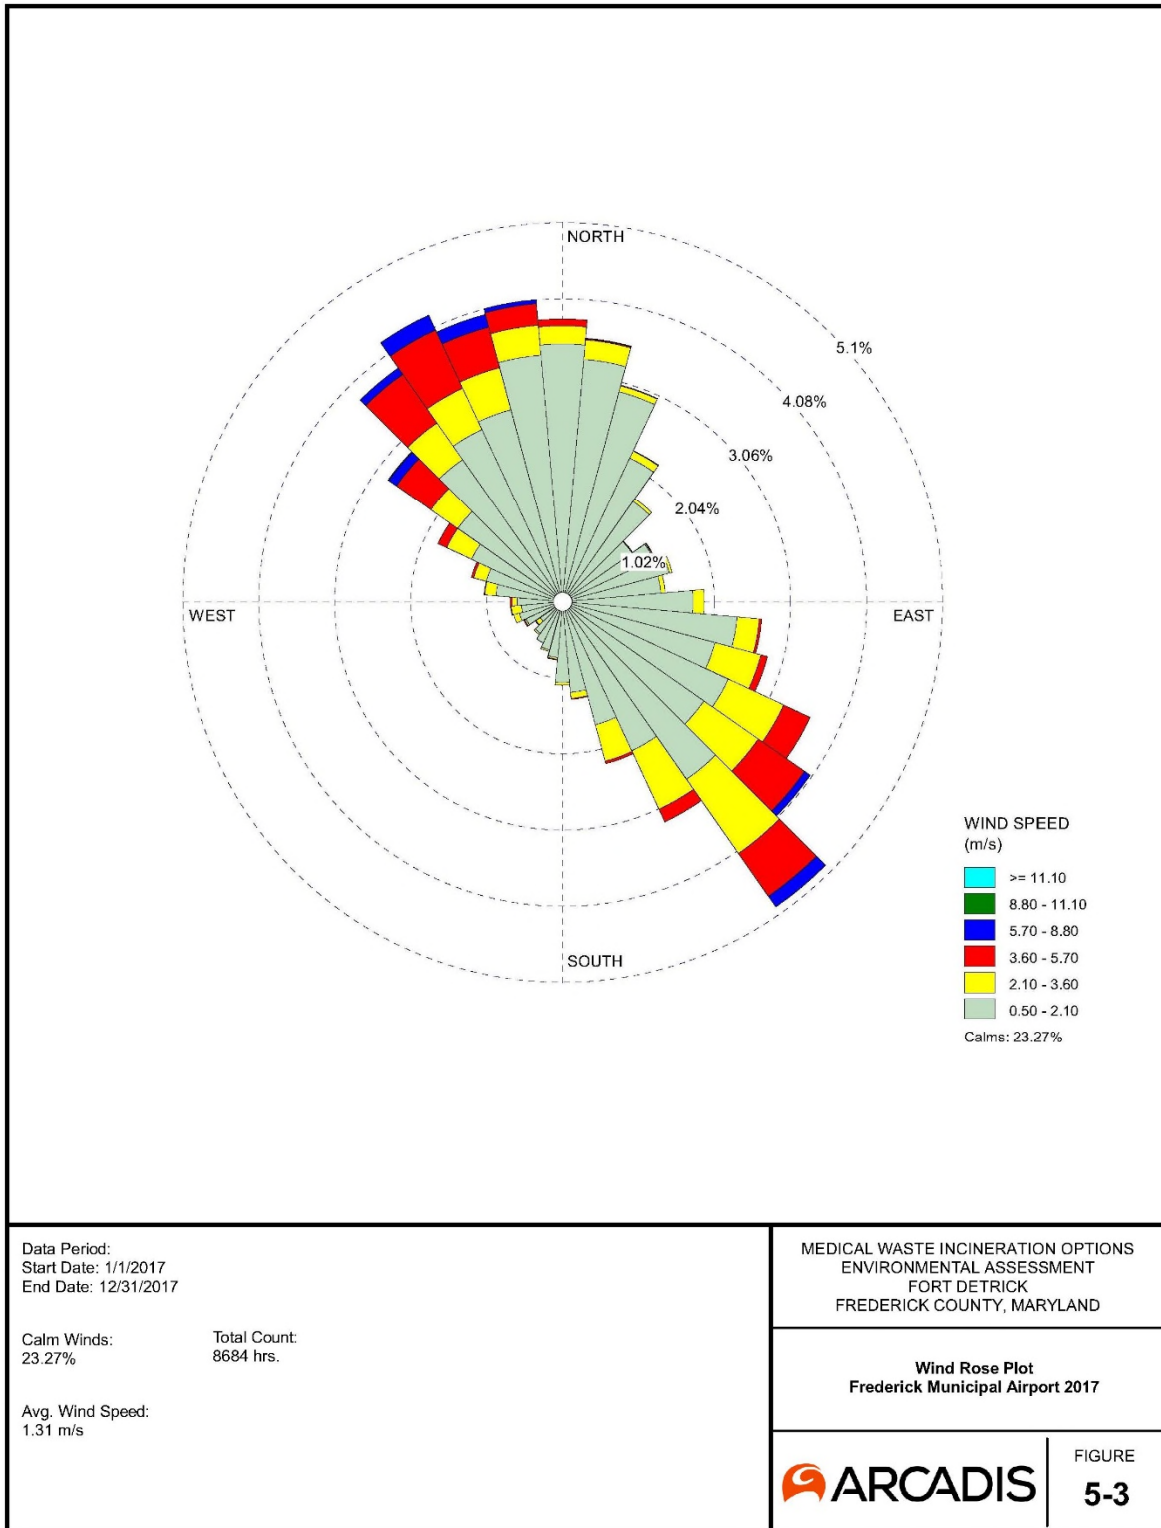 NORTH
5.1%
4.08%
3.06%
2.04%
1.02%
WEST
EAST
SOUTH
WIND SPEED
(m/s)
>= 11.10
8.80 - 11.10
5.70 - 8.80
3.60 - 5.70
2.10 - 3.60
0.50 - 2.10
Calms: 23.27%
Data Period:
Start Date: 1/1/2017
End Date: 12/31/2017
Calm Winds:
23.27%
Total Count:
8684 hrs.
Avg. Wind Speed:
1.31 m/s
MEDICAL WASTE INCINERATION OPTIONS
ENVIRONMENTAL ASSESSMENT
FORT DETRICK
FREDERICK COUNTY, MARYLAND
Wind Rose Plot
Frederick Municipal Airport 2017
ARCADIS
FIGURE
5-3